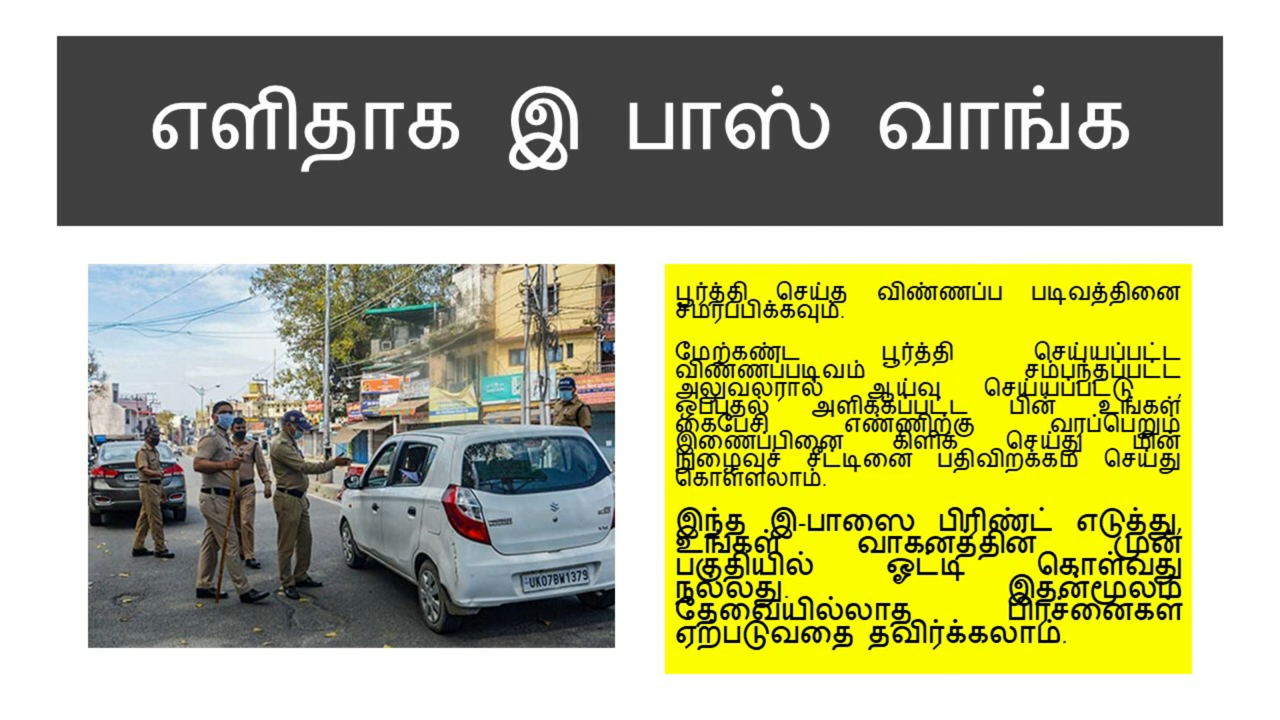 எளிதாக இ பாஸ் வாங்க
பூர்த்தி செய்த விண்ணப்ப படிவத்தினை
சமர்ப்பிக்கவும்.
மேற்கண்ட பூர்த்தி செய்யப்பட்ட
விண்ணப்படிவம் சம்பந்தப்பட்ட
அலுவலரால் ஆய்வு செய்யப்பட்டு ,
ஒப்புதல் அளிக்கப்பட்ட பின் உங்கள்
கைபேசி எண்ணிற்கு வரப்பெறும்
இணைப்பினை கிளிக் செய்து மின்
நுழைவுச் சீட்டினை பதிவிறக்கம் செய்து
கொள்ளலாம்.
இந்த இ-பாஸை பிரிண்ட் எடுத்து,
உங்கள் வாகனத்தின் முன்
பகுதியில் ஓட்டி கொள்வது
நல்லது. இதன்மூலம்
தேவையில்லாத பிரச்னைகள்
ஏற்படுவதை தவிர்க்கலாம்.
UK07BW1379